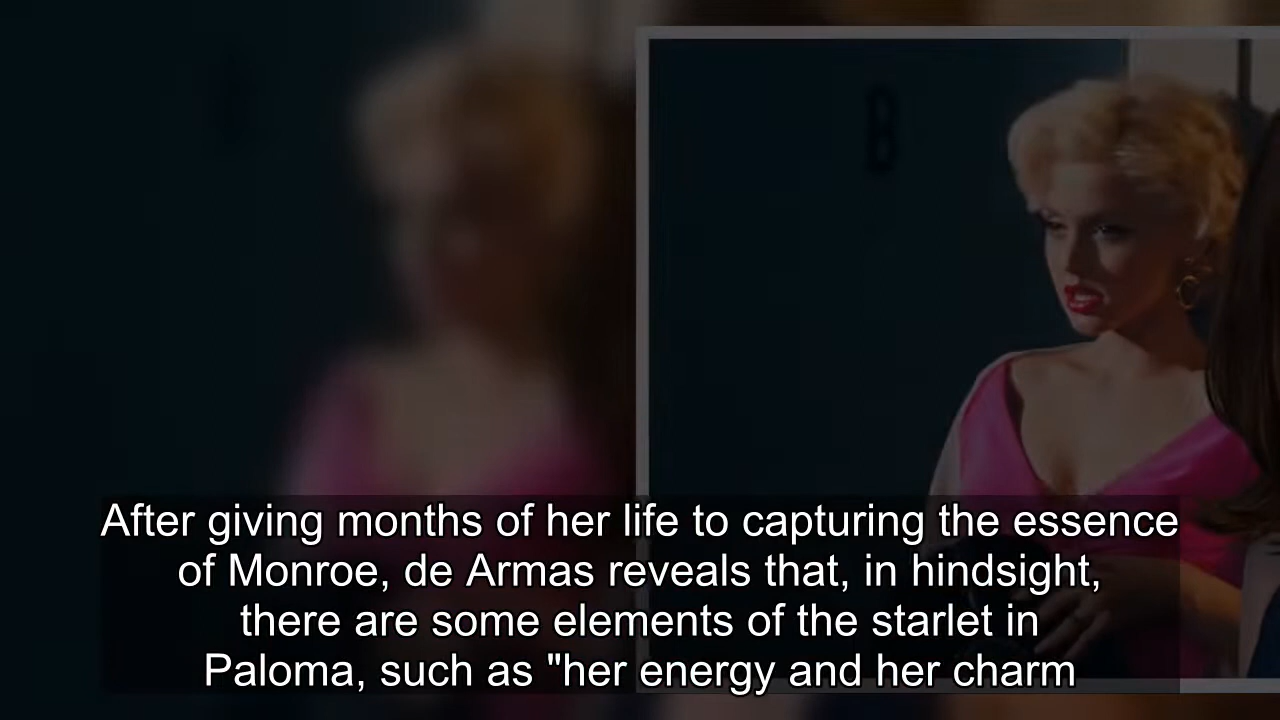 B
After giving months of her life to capturing the essence
of Monroe, de Armas reveals that, in hindsight,
there are some elements of the starlet in
Paloma, such as "her energy and her charm